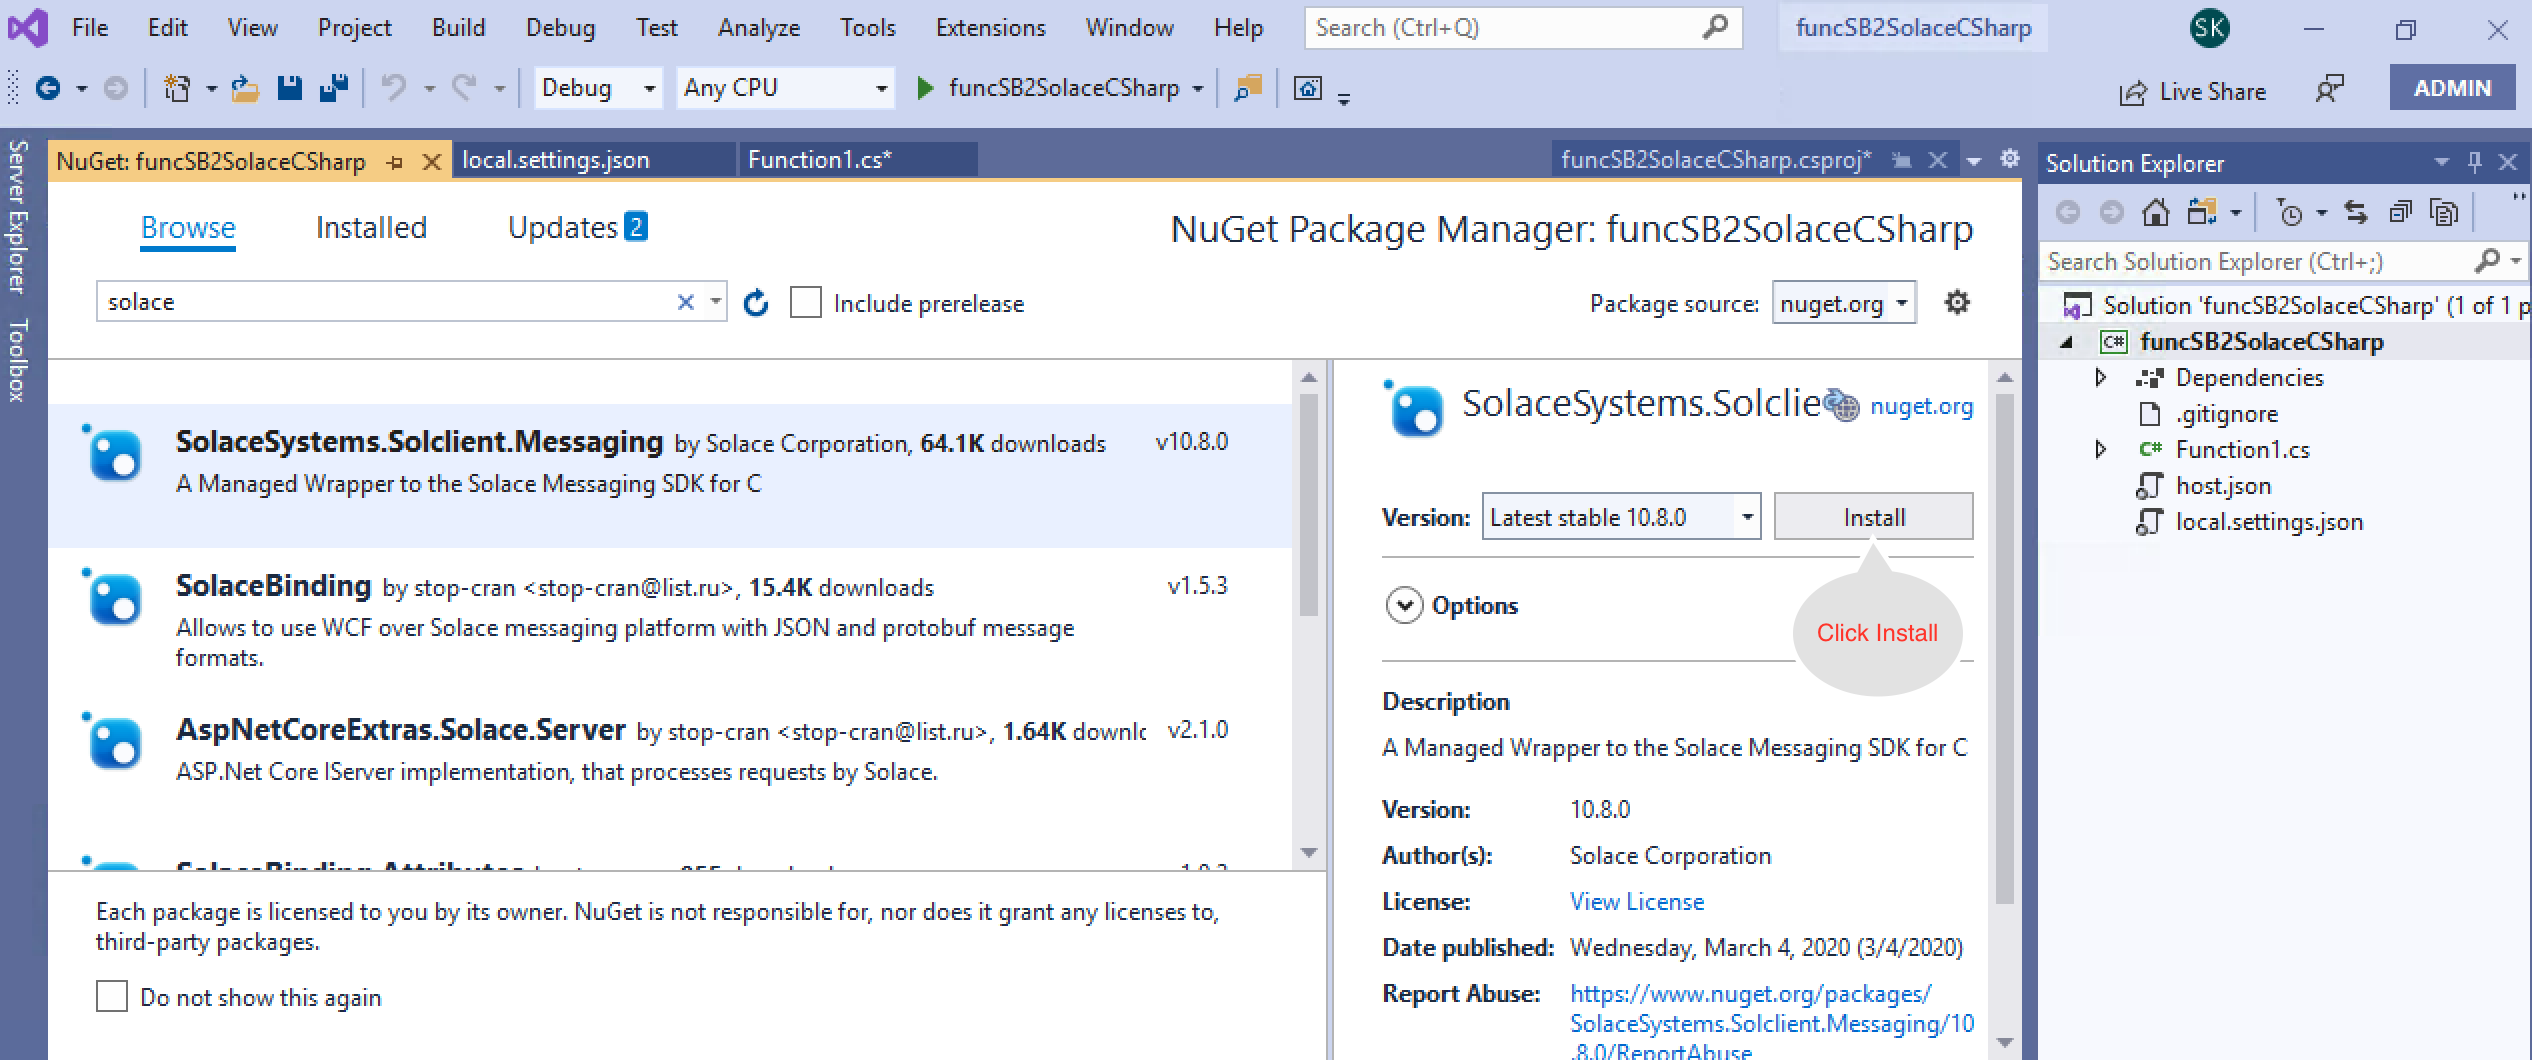 File Edit View Project Build Debug Test Analyze Tools Extensions Window Help Search (Ctrl+Q) funcSB2SolaceCSharp SK
Debug Any CPU funcSB2SolaceCSharp Live Share ADMIN
Server Explorer
Toolbox
NuGet: funcSB2SolaceCSharp local.settings.json Function1.cs* funcSB2SolaceCSharp.csproj*
Browse Installed Updates 2
NuGet Package Manager: funcSB2SolaceCSharp
solace Include prerelease Package source: nuget.org
SolaceSystems.Solclient.Messaging by Solace Corporation, 64.1K downloads v10.8.0
A Managed Wrapper to the Solace Messaging SDK for C
SolaceBinding by stop-cran <stop-cran@list.ru>, 15.4K downloads v1.5.3
Allows to use WCF over Solace messaging platform with JSON and protobuf message
formats.
AspNetCoreExtras.Solace.Server by stop-cran <stop-cran@list.ru>, 1.64K downlc v2.1.0
ASP.Net Core IServer implementation, that processes requests by Solace.
SolaceBinding.Attributes
Each package is licensed to you by its owner. NuGet is not responsible for, nor does it grant any licenses to,
third-party packages.
Do not show this again
SolaceSystems.Solclie nuget.org
Version: Latest stable 10.8.0 Install
Options
Click Install
Description
A Managed Wrapper to the Solace Messaging SDK for C
Version: 10.8.0
Author(s): Solace Corporation
License: View License
Date published: Wednesday, March 4, 2020 (3/4/2020)
Report Abuse: https://www.nuget.org/packages/
SolaceSystems.Solclient.Messaging/10
.8.0/ReportAbuse
Solution Explorer
Search Solution Explorer (Ctrl+;)
Solution 'funcSB2SolaceCSharp' (1 of 1 p
C# funcSB2SolaceCSharp
Dependencies
.gitignore
C# Function1.cs
host.json
local.settings.json